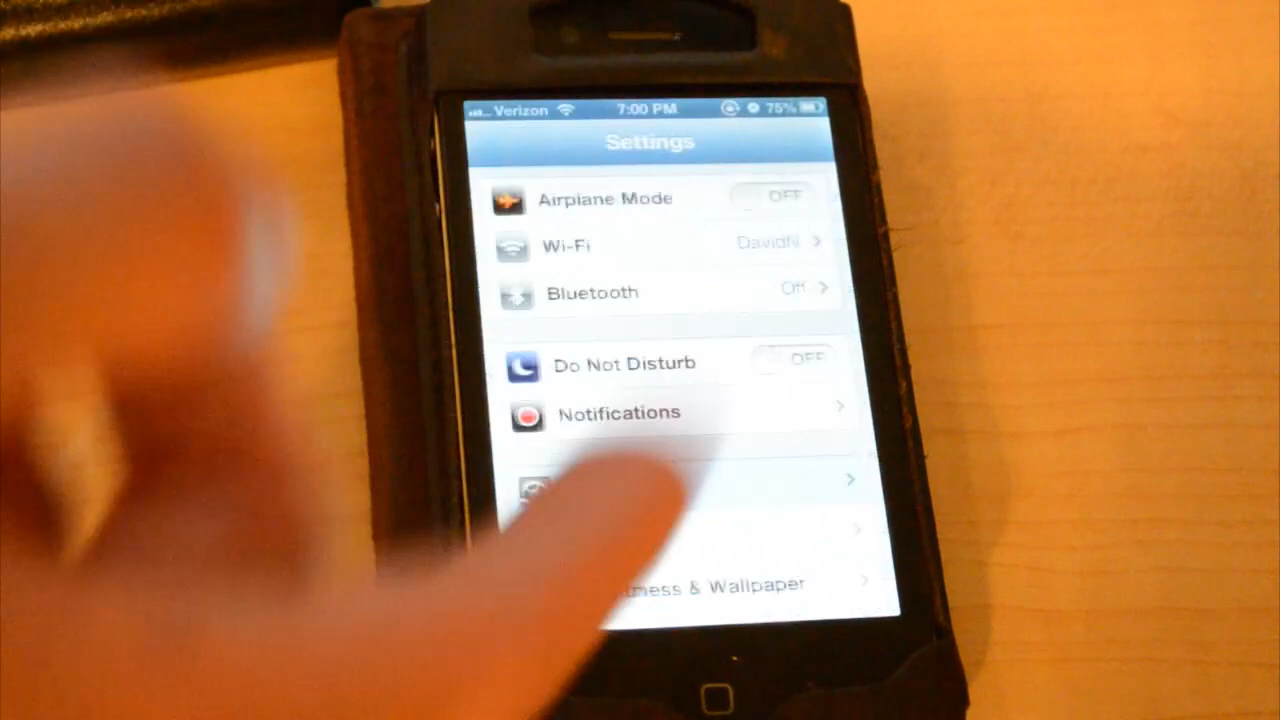 Verizon 7:00 PM 75%
Settings
Airplane Mode OFF
Wi-Fi
Bluetooth Off
Do Not Disturb OFF
Notifications
& Wallpaper